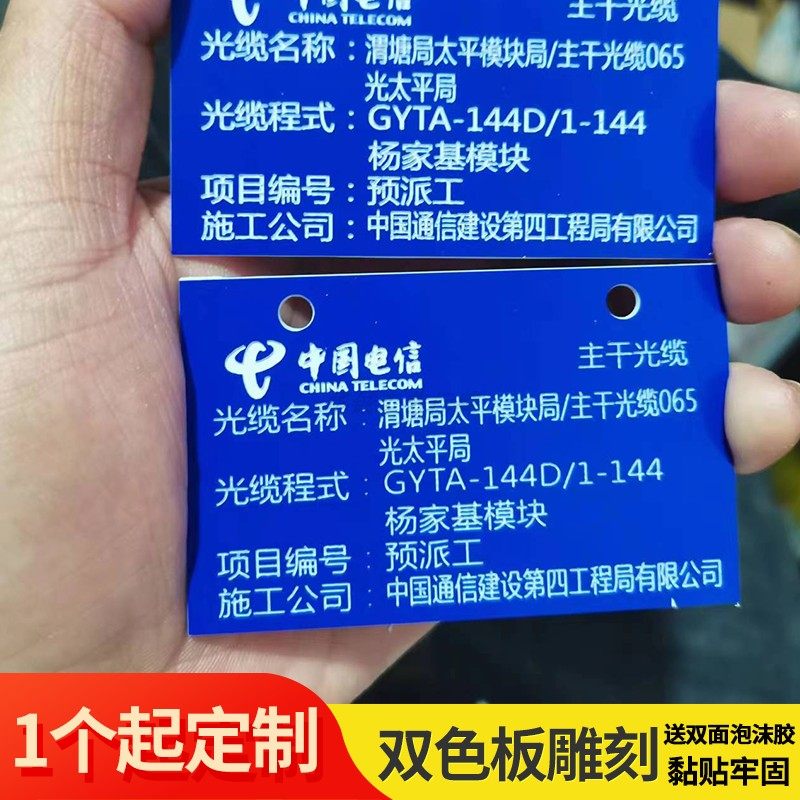 中国电信
CHINA TELECOM
主干光缆
光缆名称：渭塘局太平模块局/主干光缆065
光太平局
光缆程式：GYTA-144D/1-144
杨家基模块
项目编号：预派工
施工公司：中国通信建设第四工程局有限公司
中国电信
CHINA TELECOM
主干光缆
光缆名称：渭塘局太平模块局/主干光缆065
光太平局
光缆程式：GYTA-144D/1-144
杨家基模块
项目编号：预派工
施工公司：中国通信建设第四工程局有限公司
1个起定制
双色板雕刻
送双面泡沫胶
黏贴牢固